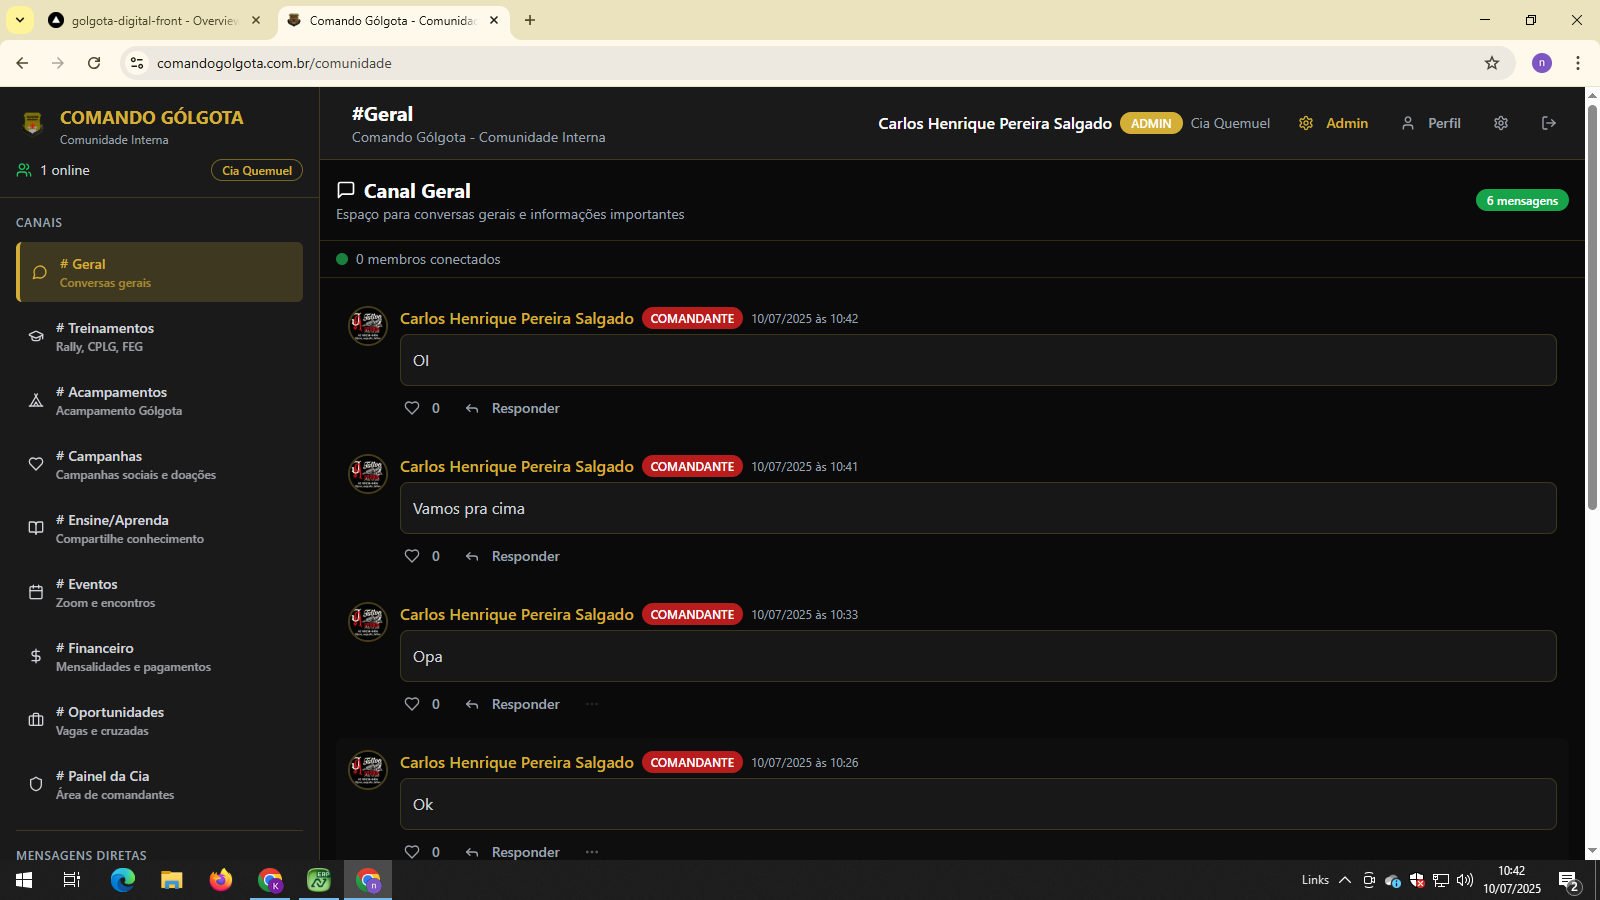 golgota-digital-front - Overview
Comando Gólgota - Comunidad
comandogolgota.com.br/comunidade
n
COMANDO GÓLGOTA
Comunidade Interna
1 online
Cia Quemuel
CANAIS
# Geral
Conversas gerais
# Treinamentos
Rally, CPLG, FEG
# Acampamentos
Acampamento Gólgota
# Campanhas
Campanhas sociais e doações
# Ensine/Aprenda
Compartilhe conhecimento
# Eventos
Zoom e encontros
# Financeiro
Mensalidades e pagamentos
# Oportunidades
Vagas e cruzadas
# Painel da Cia
Área de comandantes
MENSAGENS DIRETAS
#Geral
Comando Gólgota - Comunidade Interna
Carlos Henrique Pereira Salgado ADMIN Cia Quemuel Admin Perfil
Canal Geral
Espaço para conversas gerais e informações importantes
6 mensagens
0 membros conectados
Carlos Henrique Pereira Salgado COMANDANTE 10/07/2025 às 10:42
OI
0 Responder
Carlos Henrique Pereira Salgado COMANDANTE 10/07/2025 às 10:41
Vamos pra cima
0 Responder
Carlos Henrique Pereira Salgado COMANDANTE 10/07/2025 às 10:33
Opa
0 Responder ...
Carlos Henrique Pereira Salgado COMANDANTE 10/07/2025 às 10:26
Ok
0 Responder ...
K
ERP
n
Links
10:42
10/07/2025
2